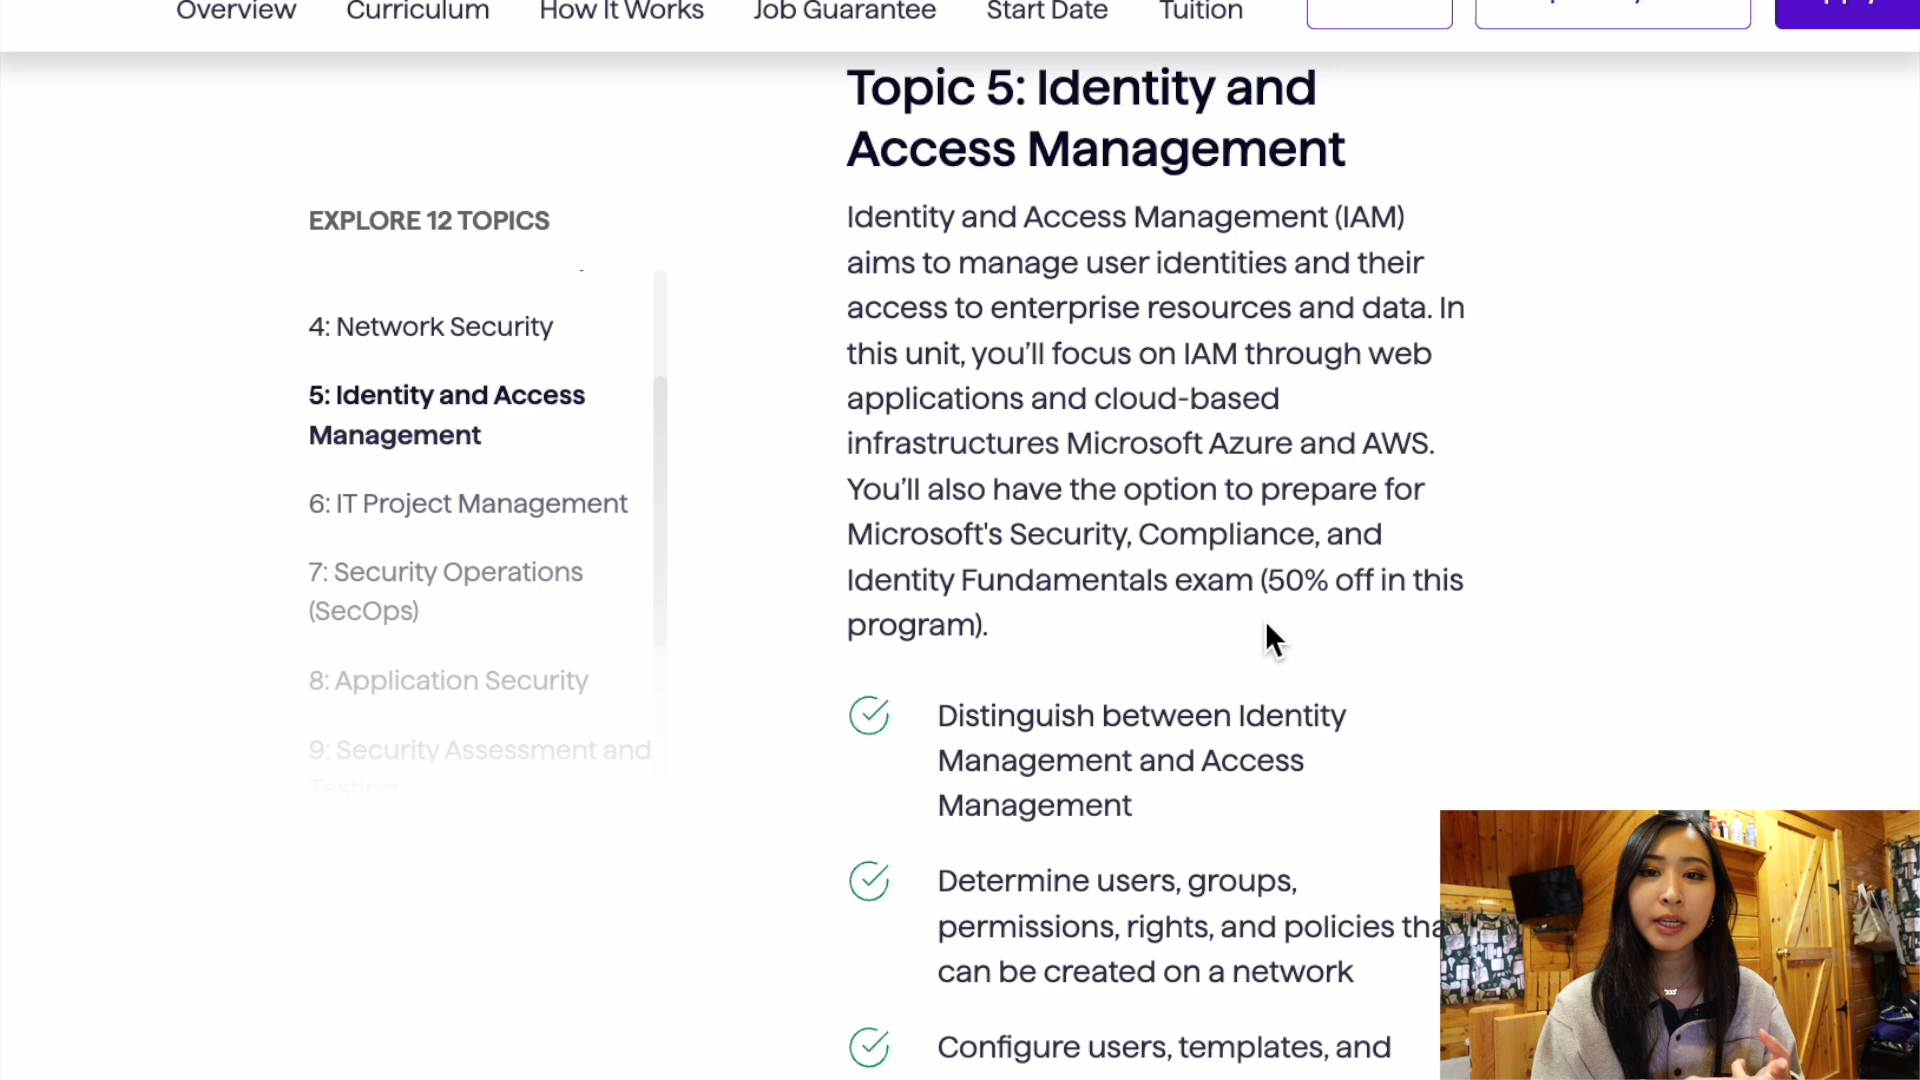 Overview Curriculum How It Works Job Guarantee Start Date Tuition
Topic 5: Identity and
Access Management
EXPLORE 12 TOPICS
4: Network Security
5: Identity and Access
Management
6: IT Project Management
7: Security Operations
(SecOps)
8: Application Security
9: Security Assessment and
Testing
Identity and Access Management (IAM)
aims to manage user identities and their
access to enterprise resources and data. In
this unit, you’ll focus on IAM through web
applications and cloud-based
infrastructures Microsoft Azure and AWS.
You’ll also have the option to prepare for
Microsoft's Security, Compliance, and
Identity Fundamentals exam (50% off in this
program).
Distinguish between Identity
Management and Access
Management
Determine users, groups,
permissions, rights, and policies
can be created on a network
Configure users, templates, and